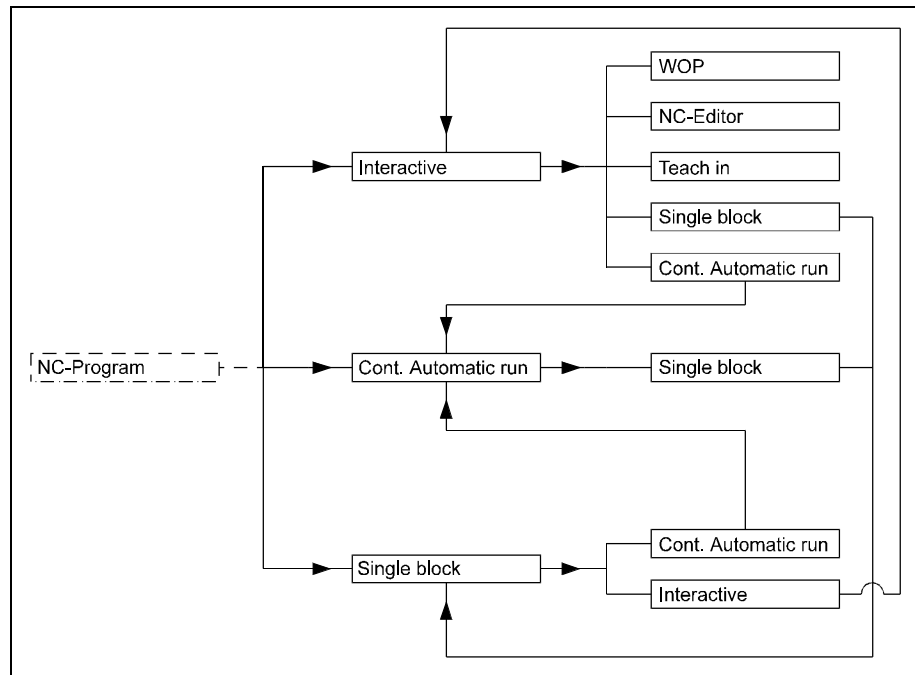 WOP
NC-Editor
Interactive
Teach in
Single block
Cont. Automatic run
NC-Program
Cont. Automatic run
Single block
Cont. Automatic run
Single block
Interactive